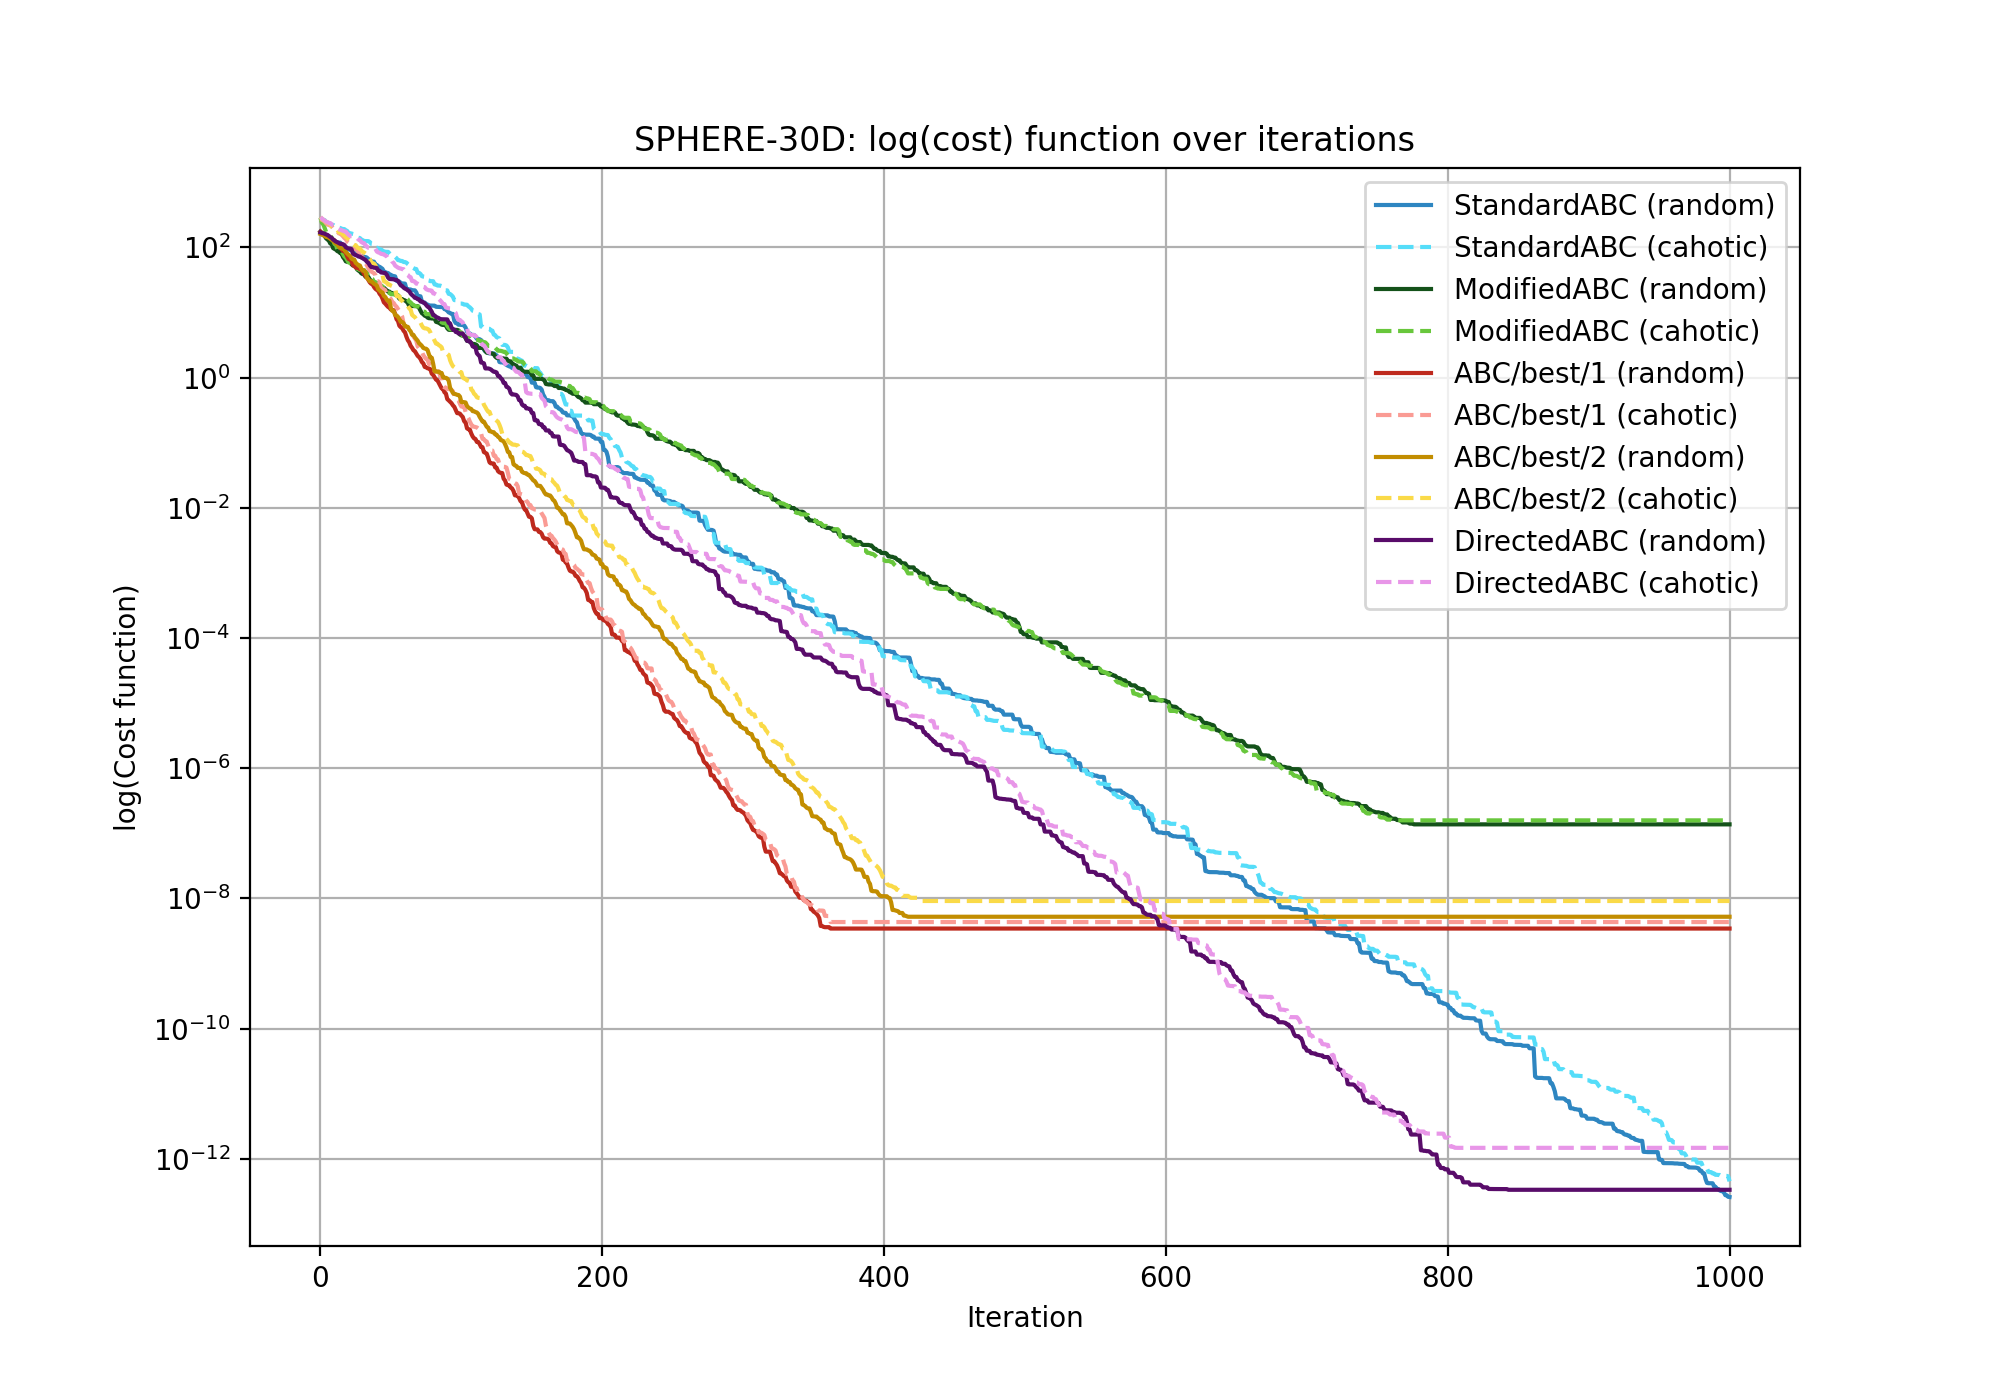 SPHERE-30D: log(cost) function over iterations
StandardABC (random)
StandardABC (cahotic)
ModifiedABC (random)
ModifiedABC (cahotic)
ABC/best/1 (random)
ABC/best/1 (cahotic)
ABC/best/2 (random)
ABC/best/2 (cahotic)
DirectedABC (random)
DirectedABC (cahotic)
log(Cost function)
10²
10⁰
10⁻²
10⁻⁴
10⁻⁶
10⁻⁸
10⁻¹⁰
10⁻¹²
0 200 400 600 800 1000
Iteration